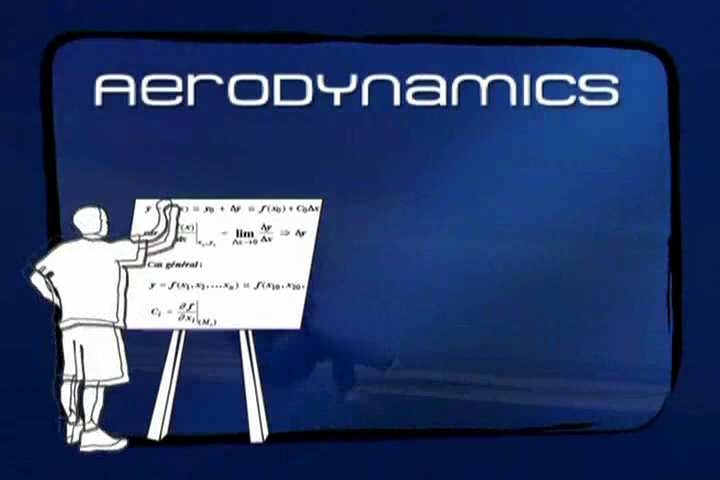 AERODYNAMICS
y = y₀ + Δy = f(x₀) + C₀Δx
= lim Δy/Δx ⇒ Δy
Δx→0
Cas général :
y = f(x₁, x₂, ... xₙ) = f(x₁₀, x₂₀,
Cᵢ = ∂f/∂xᵢ|(Mₒ)